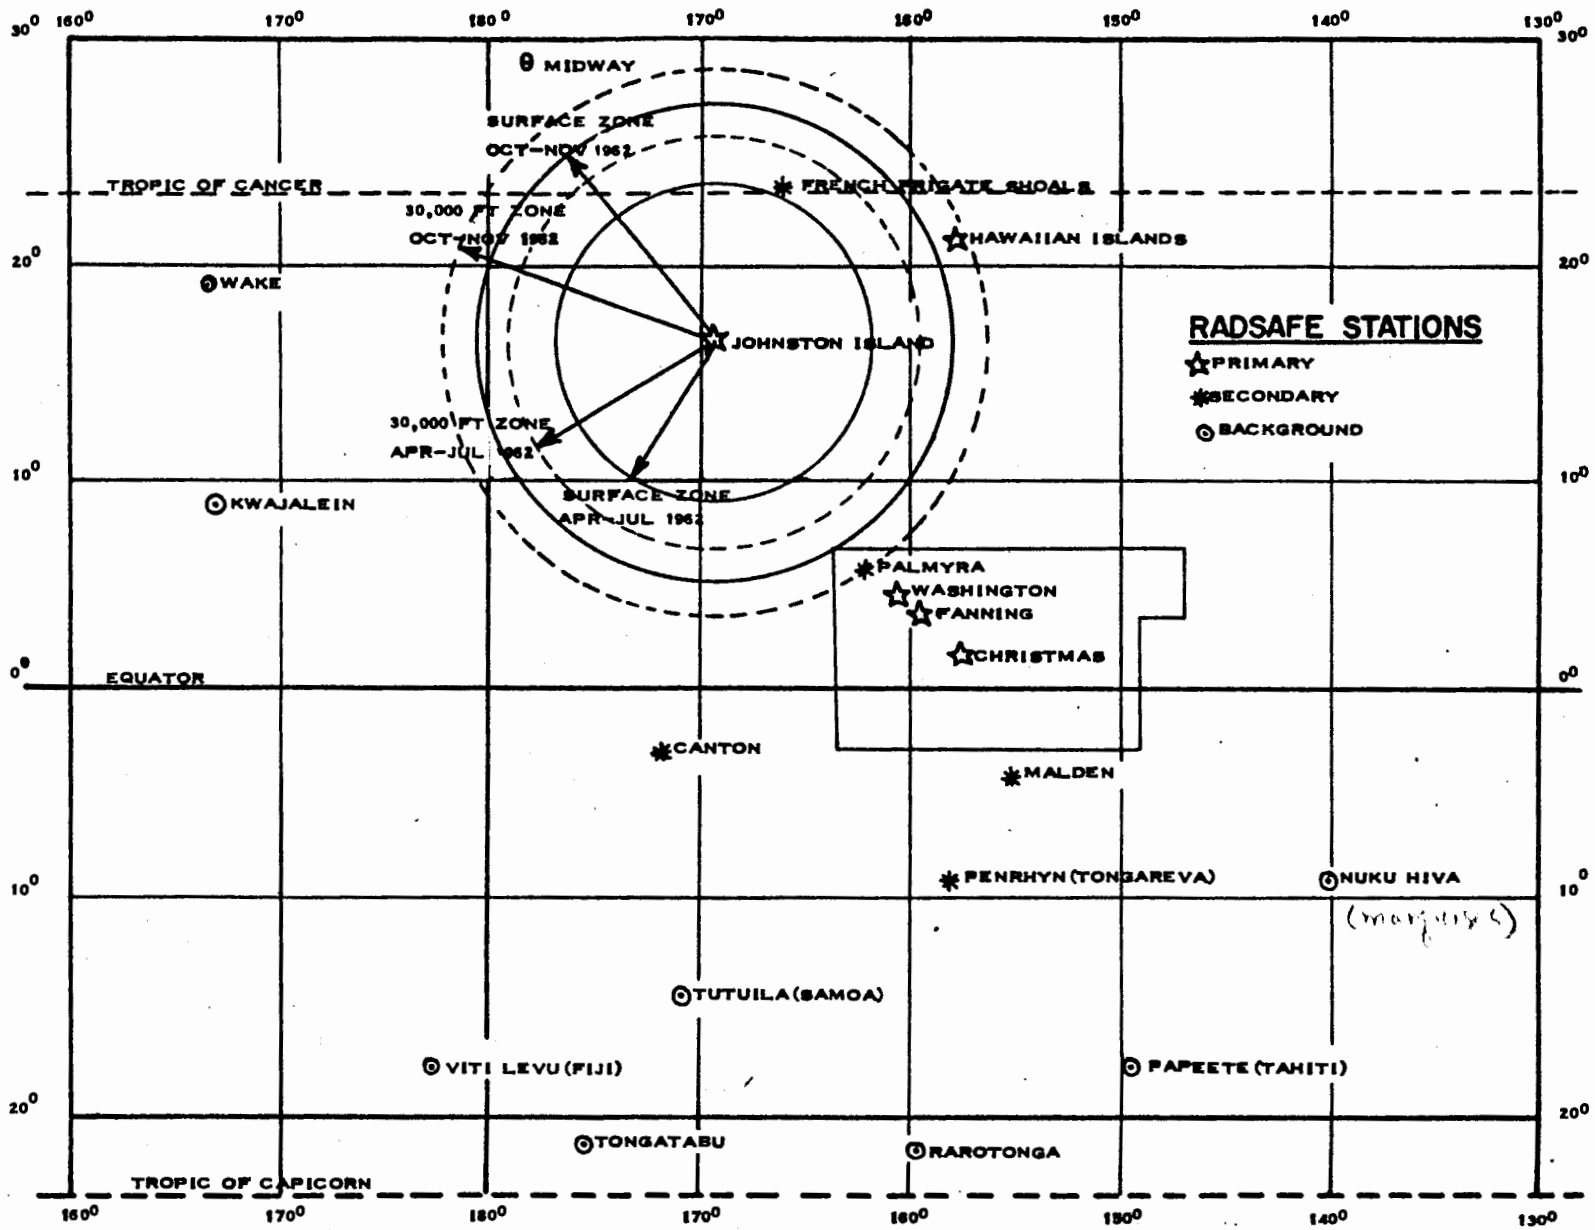 30° 160° 170° 180° 170° 160° 150° 140° 130° 30°
MIDWAY
SURFACE ZONE
OCT-NOV 1962
TROPIC OF CANCER
FRENCH FRIGATE SHOALS
30,000 FT ZONE
OCT-NOV 1962
HAWAIIAN ISLANDS
20° 20°
WAKE
RADSAFE STATIONS
JOHNSTON ISLAND
PRIMARY
SECONDARY
BACKGROUND
30,000 FT ZONE
APR-JUL 1962
10° 10°
SURFACE ZONE
APR-JUL 1962
KWAJALEIN
PALMYRA
WASHINGTON
FANNING
CHRISTMAS
0° 0°
EQUATOR
CANTON
MALDEN
PENRHYN (TONGAREVA)
NUKU HIVA
10° 10°
TUTUILA (SAMOA)
VITI LEVU (FIJI)
PAPEETE (TAHITI)
20° 20°
TONGATABU
RAROTONGA
TROPIC OF CAPICORN
160° 170° 180° 170° 160° 150° 140° 130°